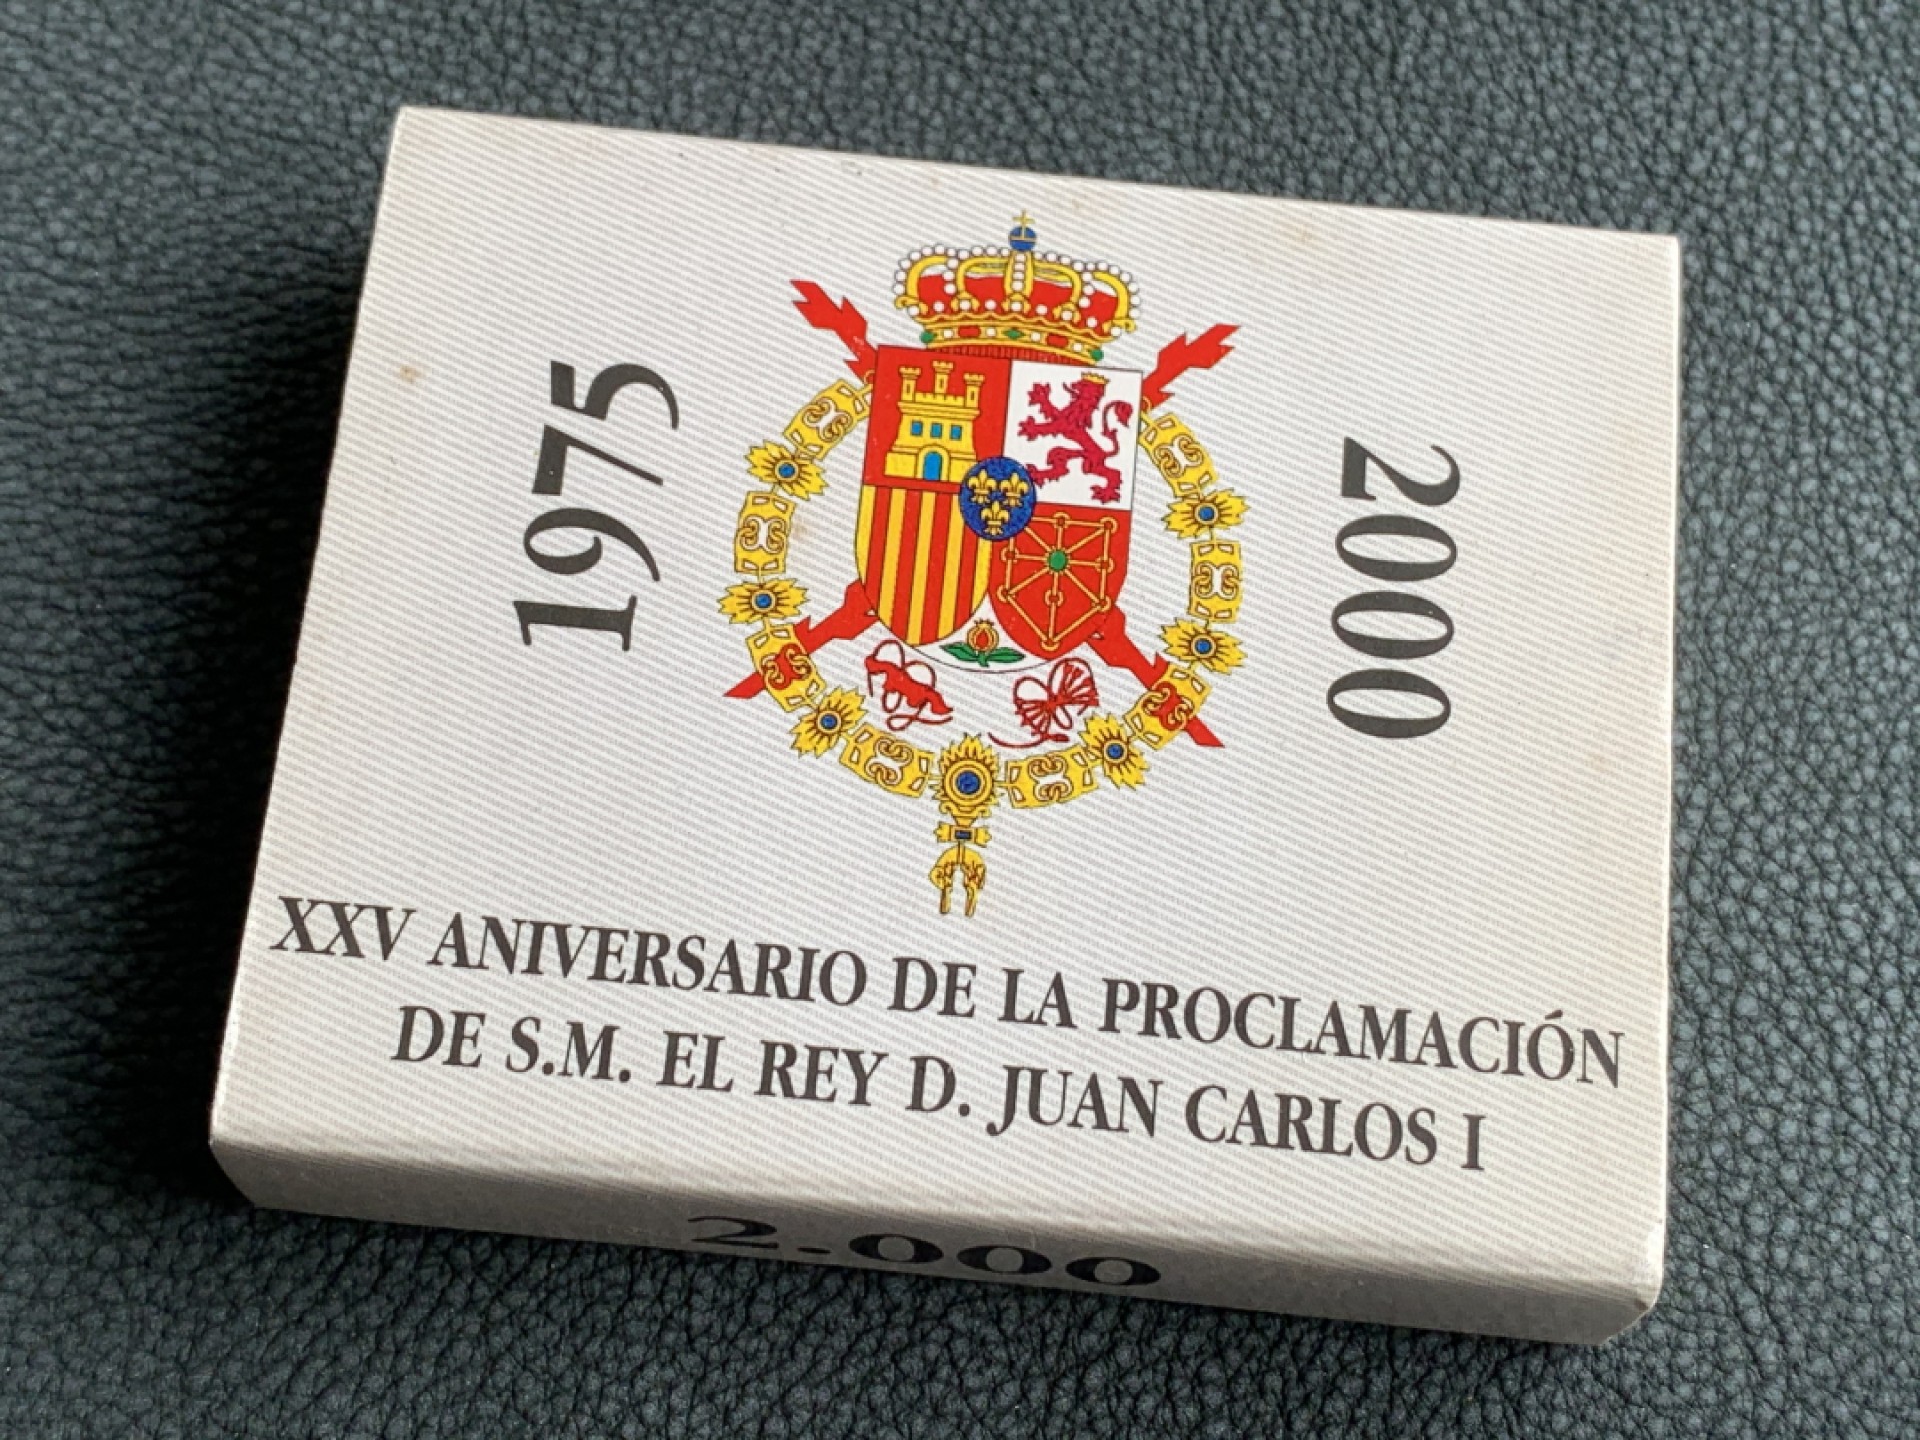 1975
2000
XXV ANIVERSARIO DE LA PROCLAMACIÓN
DE S.M. EL REY D. JUAN CARLOS I
2.000